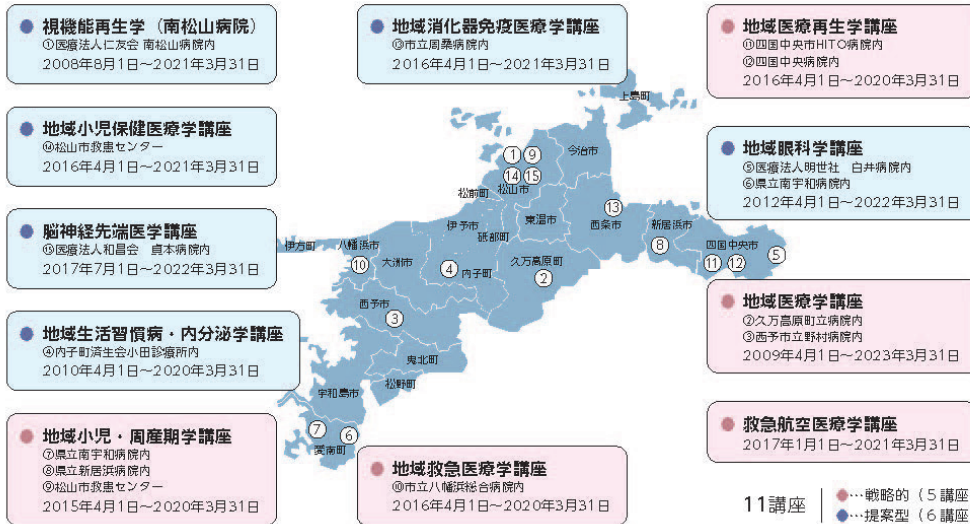 視機能再生学（南松山病院）
①医療法人仁友会 南松山病院内
2008年8月1日～2021年3月31日
地域消化器免疫医療学講座
⑬市立周桑病院内
2016年4月1日～2021年3月31日
地域医療再生学講座
⑪四国中央市HITO病院内
⑫四国中央病院内
2016年4月1日～2020年3月31日
地域小児保健医療学講座
⑭松山市救患センター
2016年4月1日～2021年3月31日
地域眼科学講座
⑤医療法人明世社 白井病院内
⑥県立南宇和病院内
2012年4月1日～2022年3月31日
脳神経先端医学講座
⑮医療法人和昌会 貞本病院内
2017年7月1日～2022年3月31日
地域生活習慣病・内分泌学講座
④内子町済生会小田診療所内
2010年4月1日～2020年3月31日
地域医療学講座
②久万高原町立病院内
③西予市立野村病院内
2009年4月1日～2023年3月31日
地域小児・周産期学講座
⑦県立南宇和病院内
⑧県立新居浜病院内
⑨松山市救患センター
2015年4月1日～2020年3月31日
地域救急医療学講座
⑩市立八幡浜総合病院内
2016年4月1日～2020年3月31日
救急航空医療学講座
2017年1月1日～2021年3月31日
上島町
今治市
① ⑨
⑭ ⑮
松山市
松前町
東温市
⑬
西条市
新居浜市
⑧
四国中央市
⑪ ⑫ ⑤
伊予市
砥部町
久万高原町
②
伊方町
八幡浜市
⑩
大洲市
④ 内子町
西予市
③
鬼北町
松野町
宇和島市
⑦ ⑥
愛南町
11講座
●…戦略的（5講座
●…提案型（6講座